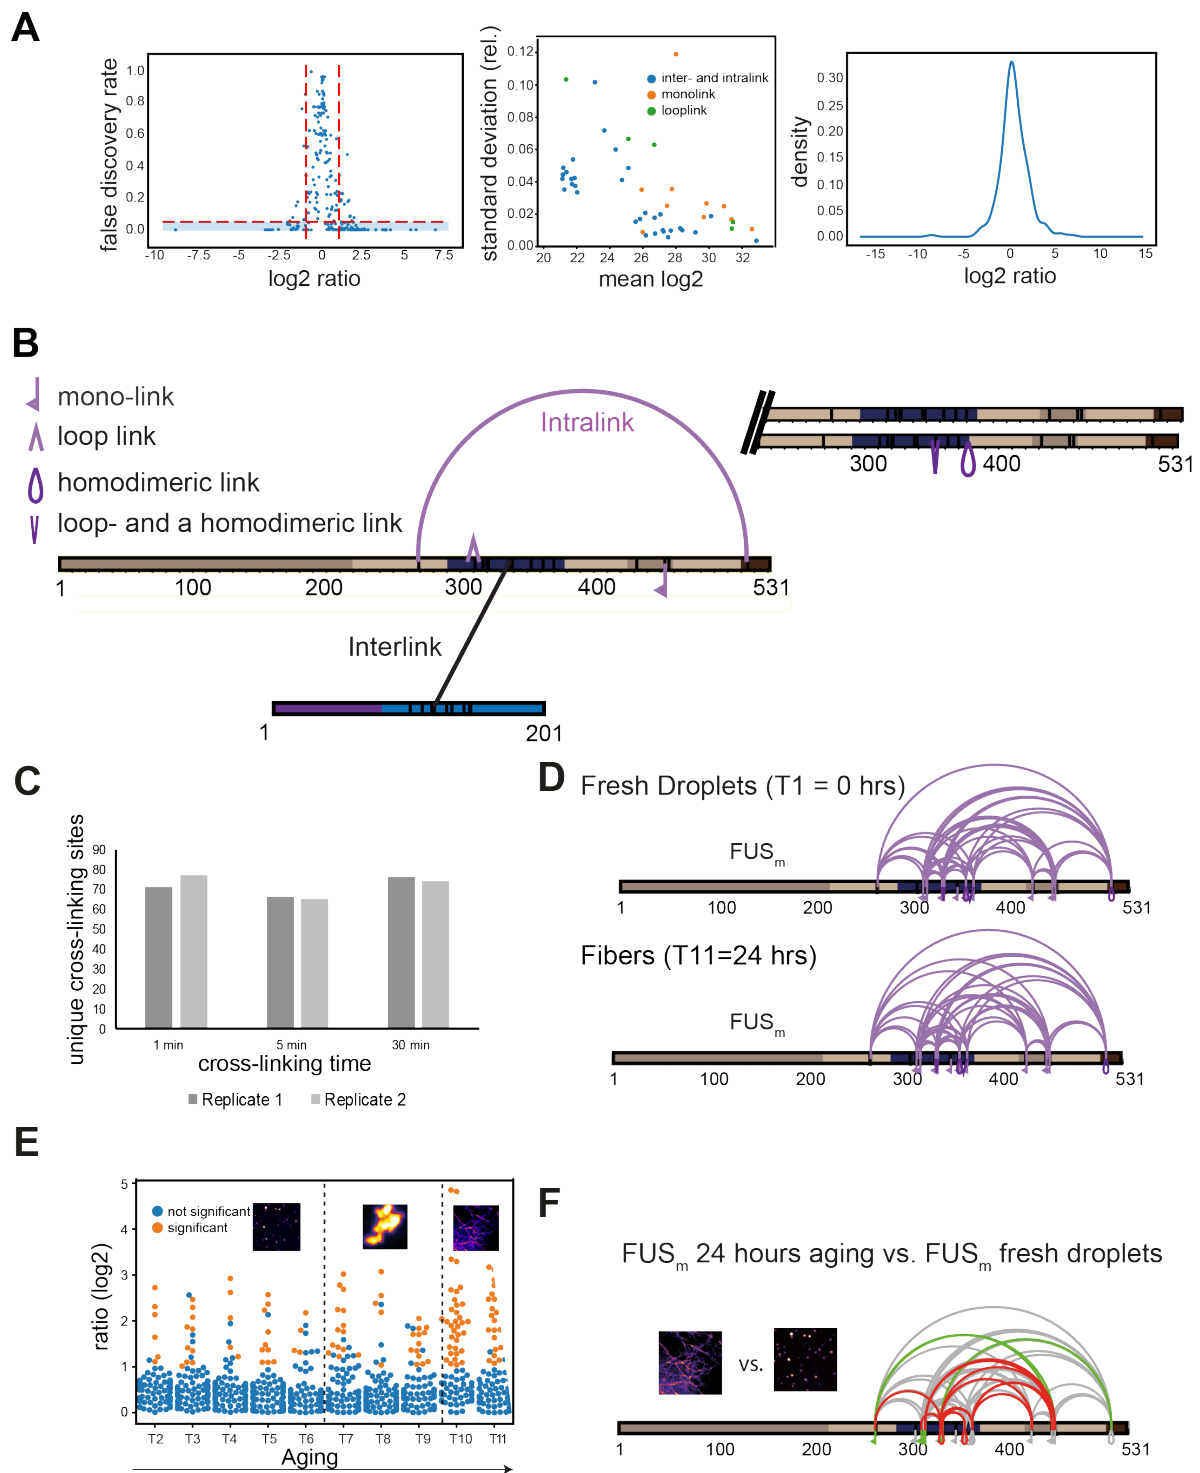 A
false discovery rate
1.0
0.8
0.6
0.4
0.2
0.0
-10 -7.5 -5 -2.5 0 2.5 5 7.5
log2 ratio
standard deviation (rel.)
0.12
0.10
0.08
0.06
0.04
0.02
0.00
inter- and intralink
monolink
looplink
20 22 24 26 28 30 32
mean log2
density
0.30
0.25
0.20
0.15
0.10
0.05
0.00
-15 -10 -5 0 5 10 15
log2 ratio
B
mono-link
loop link
homodimeric link
loop- and a homodimeric link
Intralink
300 400 531
1 100 200 300 400 531
Interlink
1 201
C
unique cross-linking sites
90
80
70
60
50
40
30
20
10
0
1 min 5 min 30 min
cross-linking time
Replicate 1 Replicate 2
D
Fresh Droplets (T1 = 0 hrs)
FUSm
1 100 200 300 400 531
Fibers (T11=24 hrs)
FUSm
1 100 200 300 400 531
E
ratio (log2)
5
4
3
2
1
0
not significant
significant
T2 T3 T4 T5 T6 T7 T8 T9 T10 T11
Aging
F
FUSm 24 hours aging vs. FUSm fresh droplets
vs.
1 100 200 300 400 531